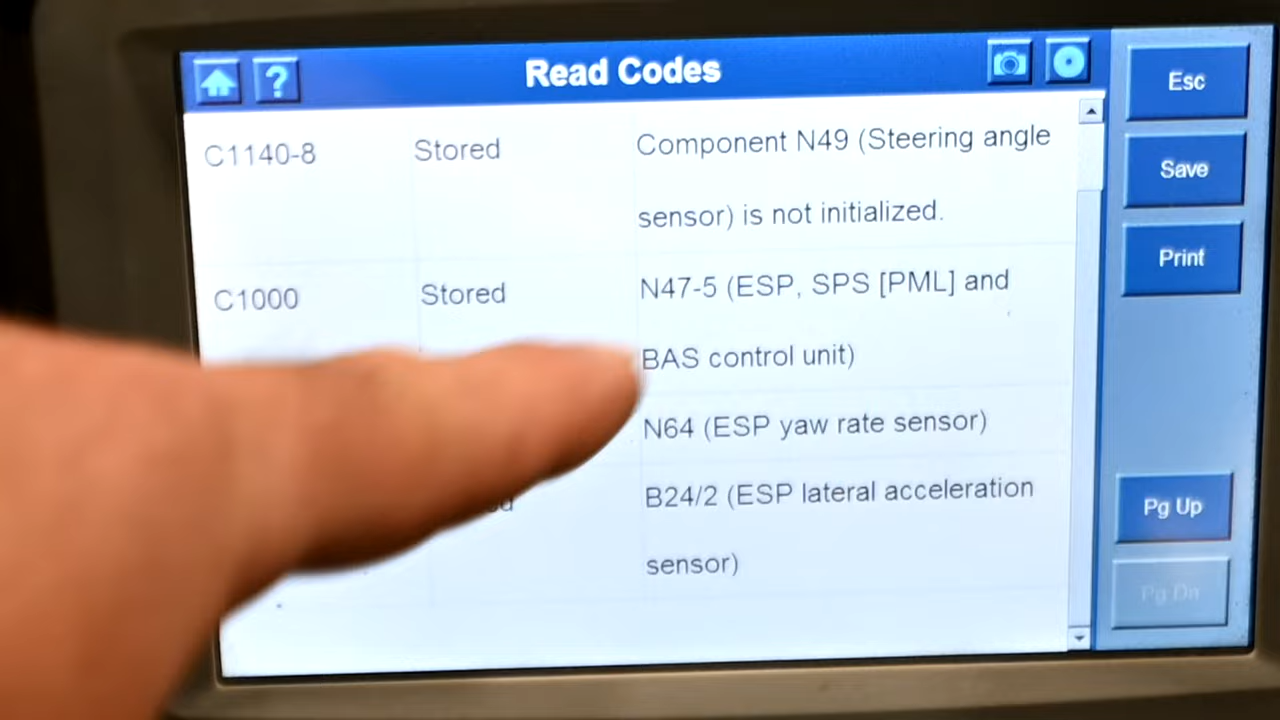 ?
Read Codes
Esc
C1140-8 Stored Component N49 (Steering angle
sensor) is not initialized.
Save
Print
C1000 Stored N47-5 (ESP, SPS [PML] and
BAS control unit)
N64 (ESP yaw rate sensor)
B24/2 (ESP lateral acceleration
sensor)
Pg Up
Pg Dn